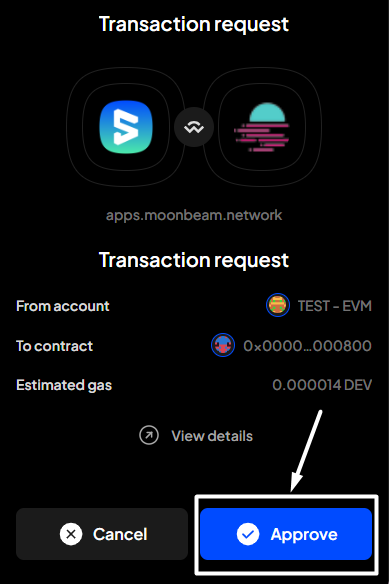 Transaction request
apps.moonbeam.network
Transaction request
From account TEST - EVM
To contract 0x0000...000800
Estimated gas 0.000014 DEV
View details
Cancel Approve